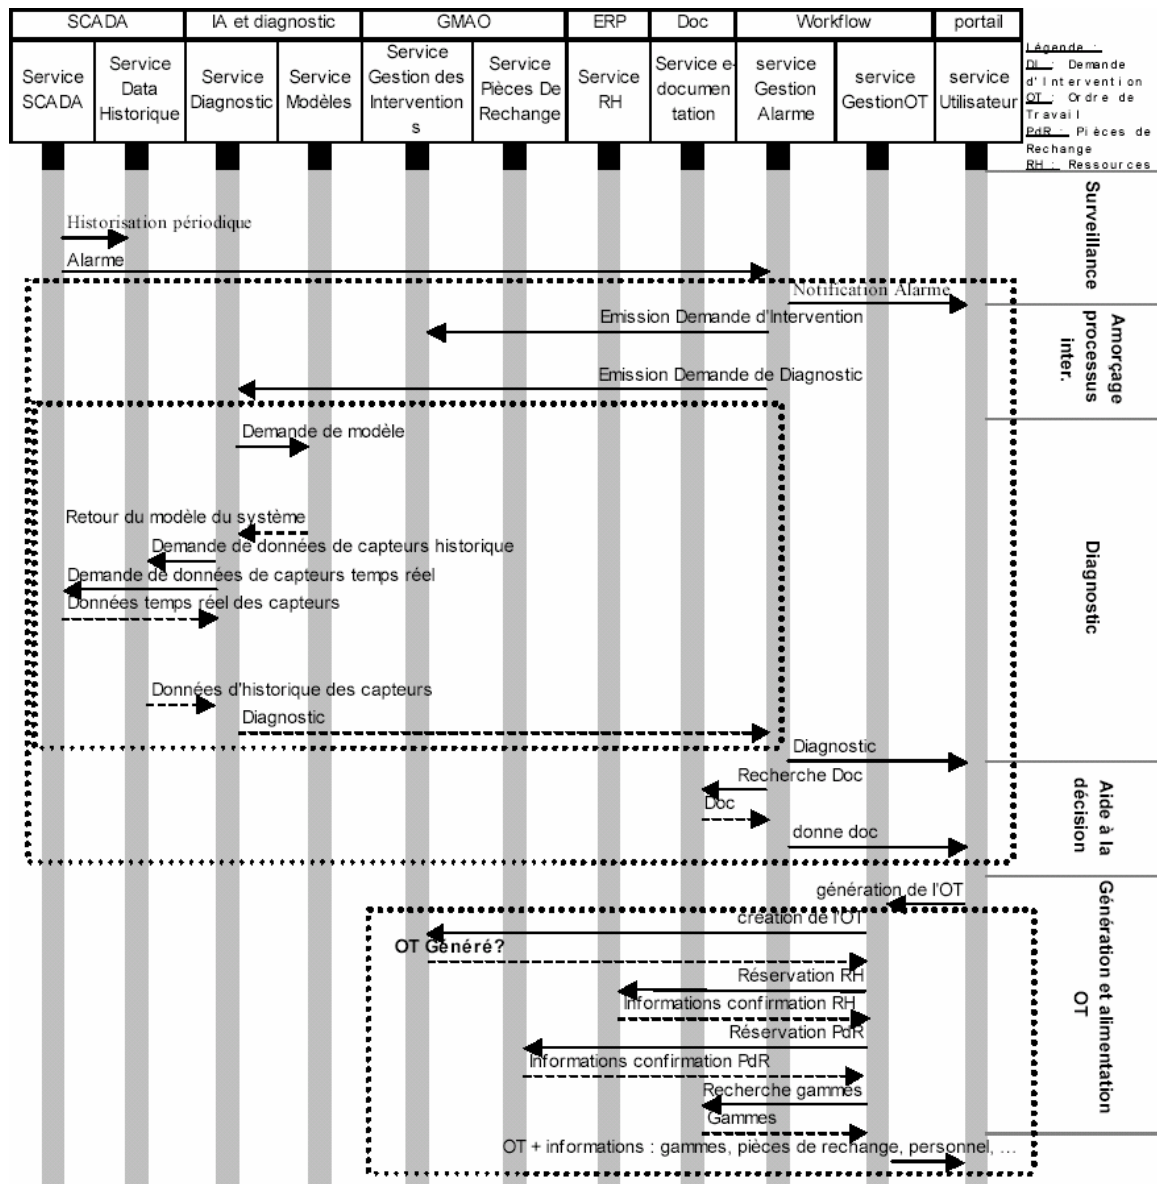 SCADA IA et diagnostic GMAO ERP Doc Workflow portail
Service SCADA
Service Data Historique
Service Diagnostic
Service Modèles
Service Gestion des Intervention s
Service Pièces De Rechange
Service RH
Service e-documen tation
service Gestion Alarme
service GestionOT
service Utilisateur
Légende :
DI : Demande
d'Intervention
OT : Ordre de
Travail
PdR : Pièces de
Rechange
RH : Ressources
Surveillance
Historisation périodique
Alarme
Notification Alarme
Amorçage
processus
inter.
Emission Demande d'Intervention
Emission Demande de Diagnostic
Diagnostic
Demande de modèle
Retour du modèle du système
Demande de données de capteurs historique
Demande de données de capteurs temps réel
Données temps réel des capteurs
Données d'historique des capteurs
Diagnostic
Diagnostic
Aide à la
décision
Recherche Doc
Doc
donne doc
Génération et alimentation
OT
génération de l'OT
création de l'OT
OT Généré?
Réservation RH
Informations confirmation RH
Réservation PdR
Informations confirmation PdR
Recherche gammes
Gammes
OT + informations : gammes, pièces de rechange, personnel, …